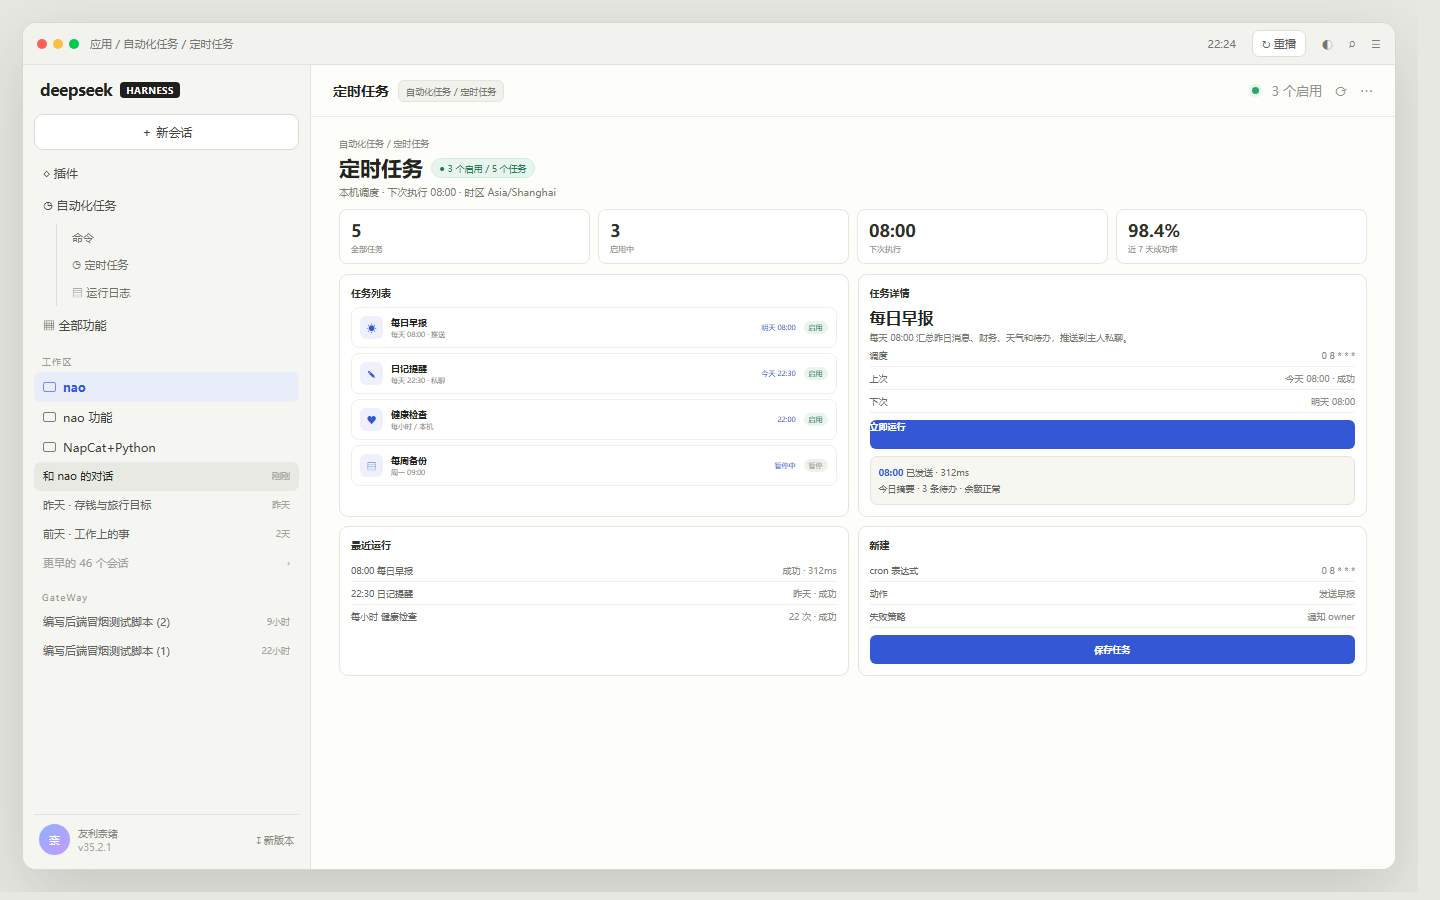 应用 / 自动化任务 / 定时任务
22:24
↻ 重播
deepseek HARNESS
+ 新会话
插件
自动化任务
命令
定时任务
运行日志
全部功能
工作区
nao
nao 功能
NapCat+Python
和 nao 的对话 刚刚
昨天 · 存钱与旅行目标 昨天
前天 · 工作上的事 2天
更早的 46 个会话 ›
GateWay
编写后端冒烟测试脚本 (2) 9小时
编写后端冒烟测试脚本 (1) 22小时
奈
友利奈绪
v35.2.1
↧ 新版本
定时任务 自动化任务 / 定时任务
3 个启用
自动化任务 / 定时任务
定时任务 ● 3 个启用 / 5 个任务
本机调度 · 下次执行 08:00 · 时区 Asia/Shanghai
5
全部任务
3
启用中
08:00
下次执行
98.4%
近 7 天成功率
任务列表
每日早报
每天 08:00 · 推送
明天 08:00 启用
日记提醒
每天 22:30 · 私聊
今天 22:30 启用
健康检查
每小时 / 本机
22:00 启用
每周备份
周一 09:00
暂停中 暂停
任务详情
每日早报
每天 08:00 汇总昨日消息、财务、天气和待办，推送到主人私聊。
调度 0 8 * * *
上次 今天 08:00 · 成功
下次 明天 08:00
立即运行
08:00 已发送 · 312ms
今日摘要 · 3 条待办 · 余额正常
最近运行
08:00 每日早报 成功 · 312ms
22:30 日记提醒 昨天 · 成功
每小时 健康检查 22 次 · 成功
新建
cron 表达式 0 8 * * *
动作 发送早报
失败策略 通知 owner
保存任务